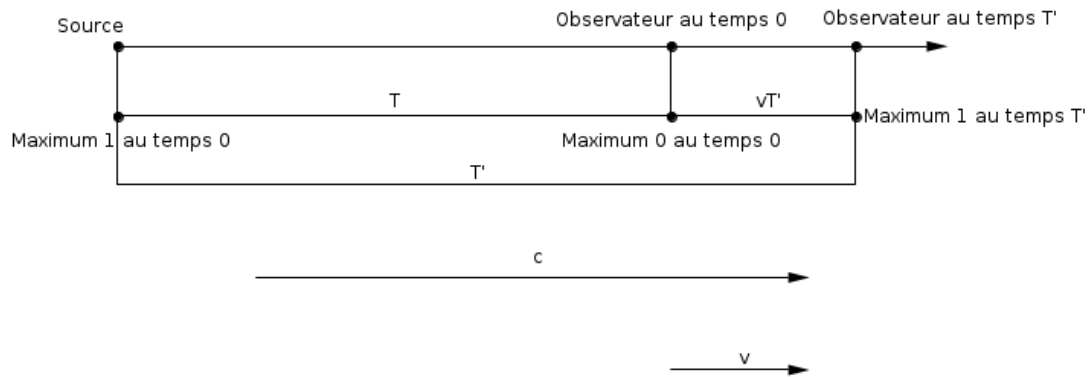 Source
Observateur au temps 0
Observateur au temps T'
T
vT'
Maximum 1 au temps T'
Maximum 1 au temps 0
Maximum 0 au temps 0
T'
c
v